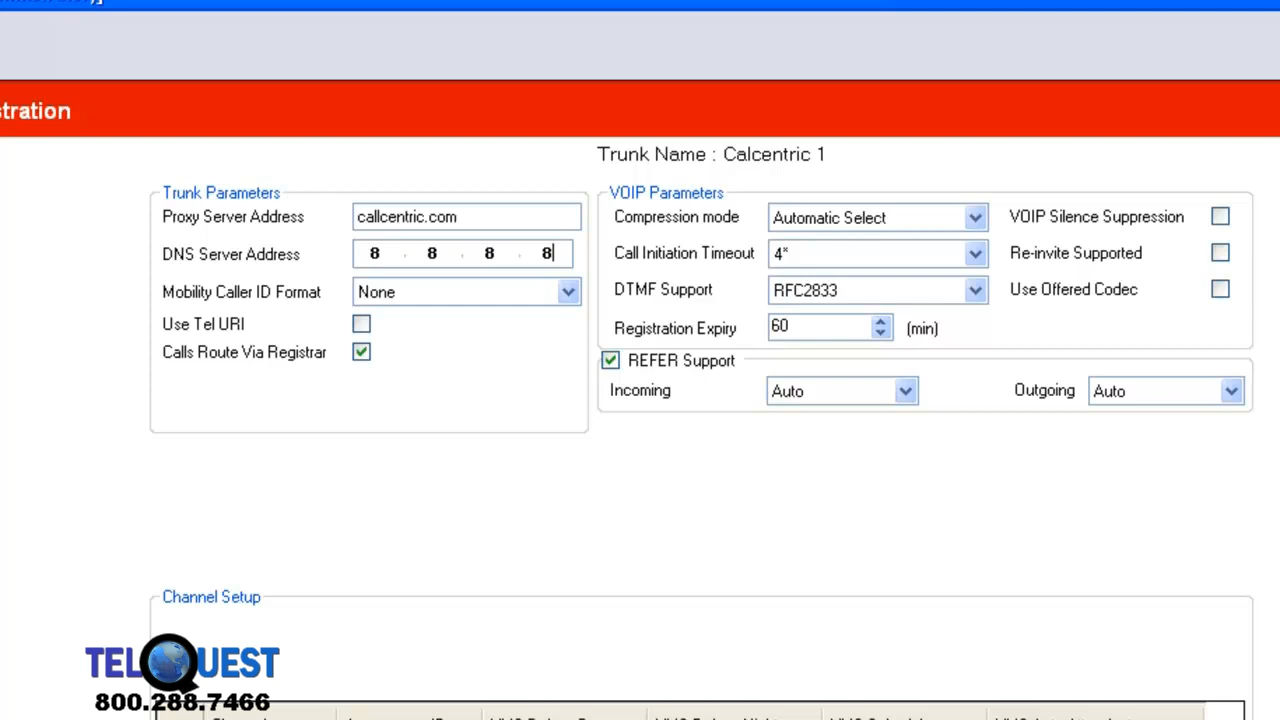 stration
Trunk Name : Calcentric 1
Trunk Parameters
Proxy Server Address callcentric.com
DNS Server Address 8 . 8 . 8 . 8
Mobility Caller ID Format None
Use Tel URI
Calls Route Via Registrar
VOIP Parameters
Compression mode Automatic Select VOIP Silence Suppression
Call Initiation Timeout 4* Re-invite Supported
DTMF Support RFC2833 Use Offered Codec
Registration Expiry 60 (min)
REFER Support
Incoming Auto Outgoing Auto
Channel Setup
TELQUEST
800.288.7466